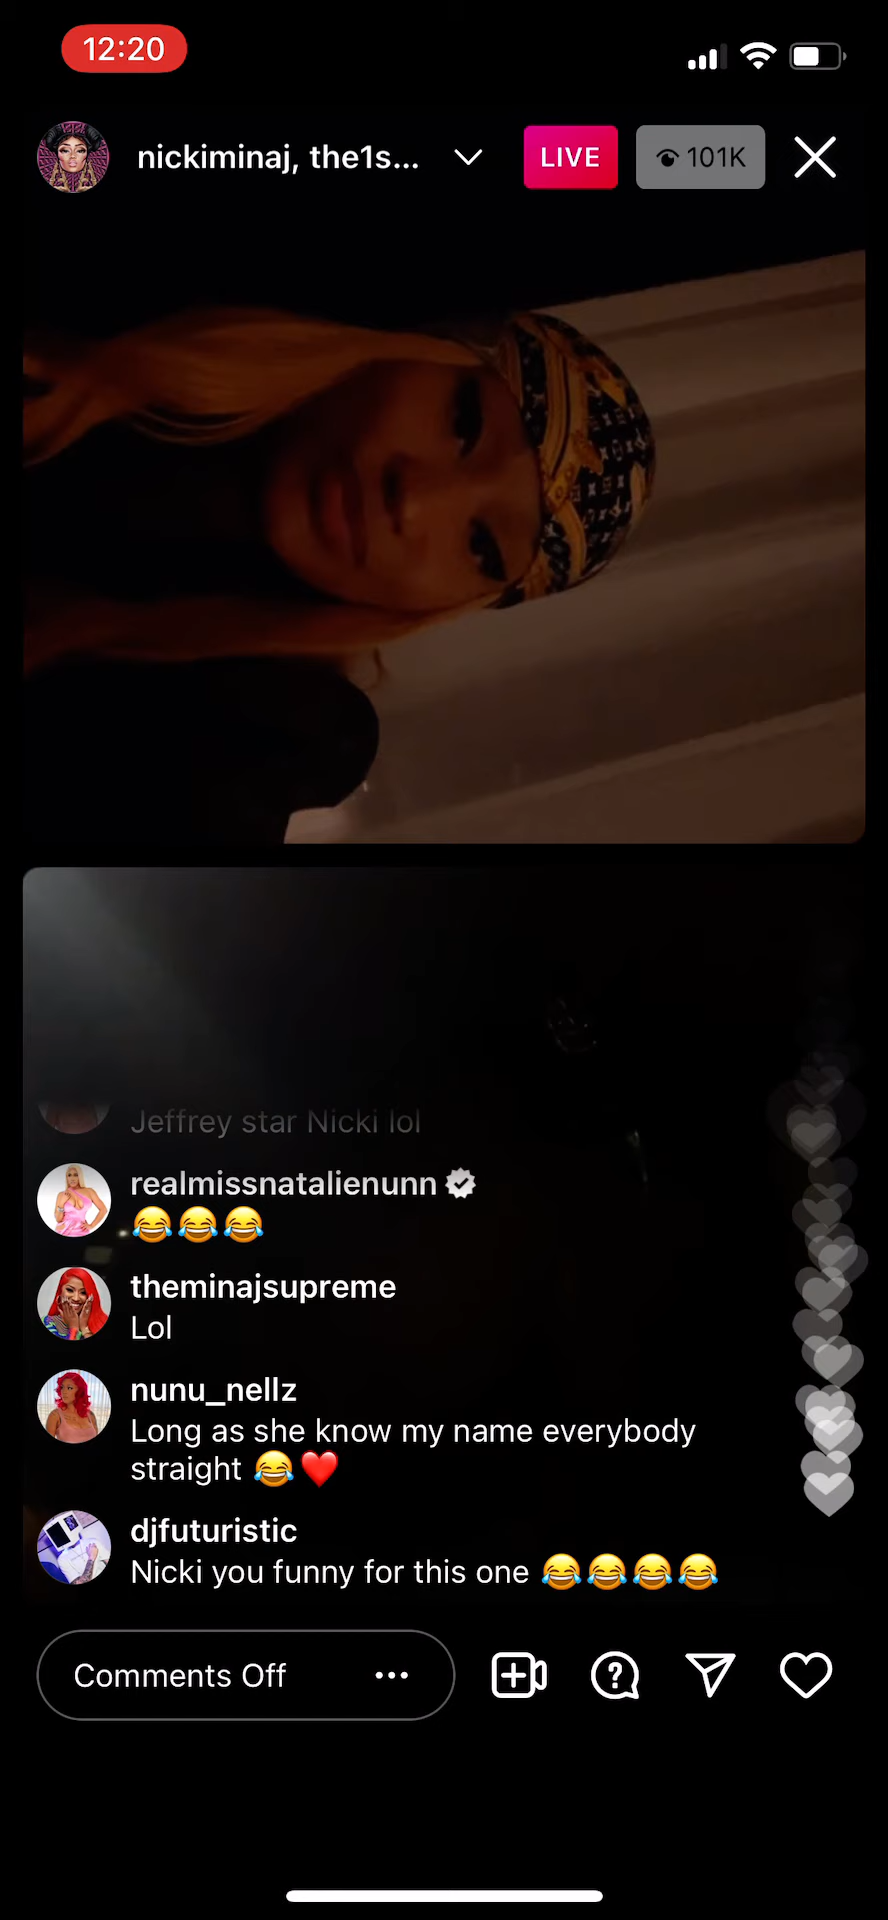 12:20
nickiminaj, the1s...
LIVE
101K
Jeffrey star Nicki lol
realmissnatalienunn
😂😂😂
theminajsupreme
Lol
nunu_nellz
Long as she know my name everybody
straight 😂❤️
djfuturistic
Nicki you funny for this one 😂😂😂😂
Comments Off